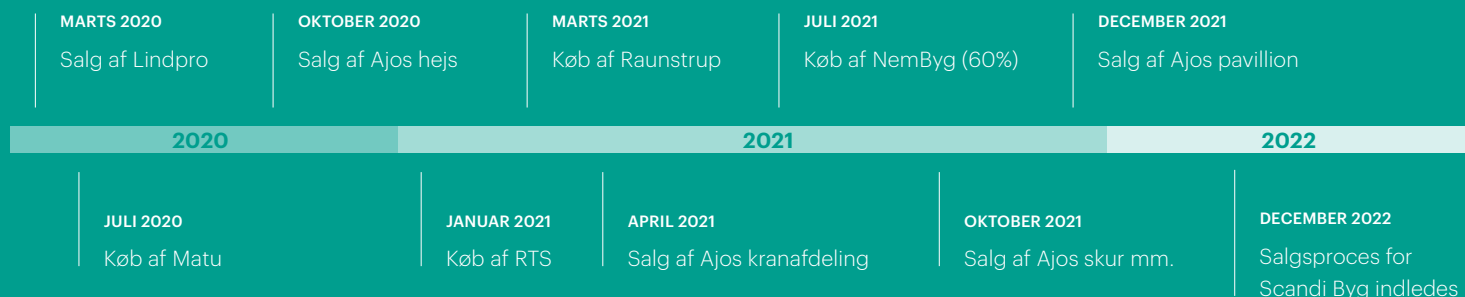 MARTS 2020
Salg af Lindpro
OKTOBER 2020
Salg af Ajos hejs
MARTS 2021
Køb af Raunstrup
JULI 2021
Køb af NemByg (60%)
DECEMBER 2021
Salg af Ajos pavillion
2020
2021
2022
JULI 2020
Køb af Matu
JANUAR 2021
Køb af RTS
APRIL 2021
Salg af Ajos kranafdeling
OKTOBER 2021
Salg af Ajos skur mm.
DECEMBER 2022
Salgsproces for
Scandi Byg indledes